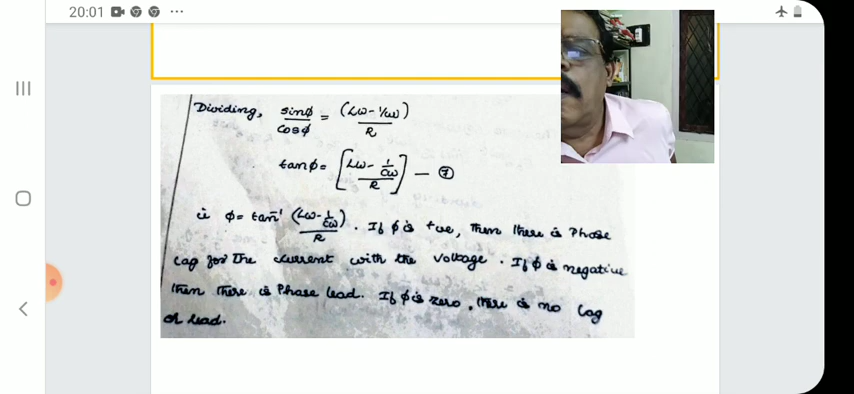 20:01
Dividing, sinφ/cosφ = (Lω - 1/cω)/R
tanφ = [(Lω - 1/cω)/R] — ⑦
ie φ = tan⁻¹ (Lω - 1/cω)/R . If φ is +ve, then there is Phase
lag for the current with the voltage . If φ is negative
then there is Phase lead. If φ is zero, there is no lag
or lead.